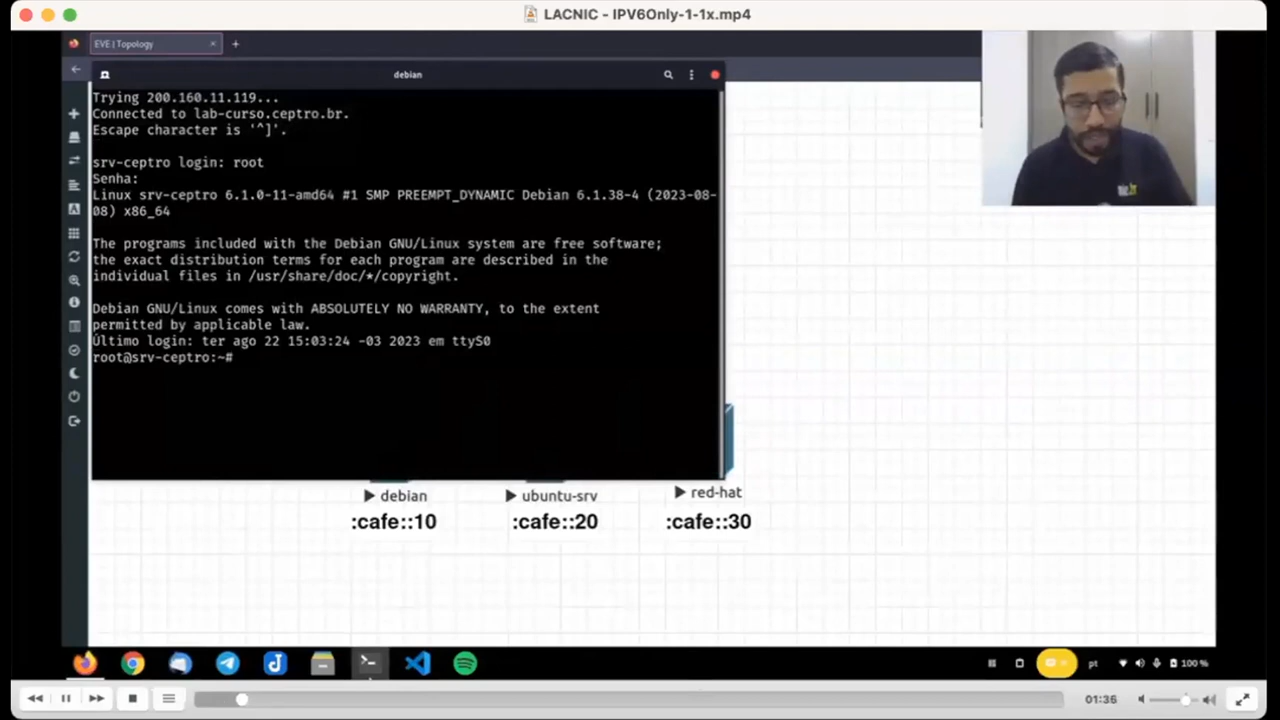 LACNIC - IPV6Only-1-1x.mp4
EVE | Topology
debian
Trying 200.160.11.119...
Connected to lab-curso.ceptro.br.
Escape character is '^]'.
srv-ceptro login: root
Senha:
Linux srv-ceptro 6.1.0-11-amd64 #1 SMP PREEMPT_DYNAMIC Debian 6.1.38-4 (2023-08-
08) x86_64
The programs included with the Debian GNU/Linux system are free software;
the exact distribution terms for each program are described in the
individual files in /usr/share/doc/*/copyright.
Debian GNU/Linux comes with ABSOLUTELY NO WARRANTY, to the extent
permitted by applicable law.
Último login: ter ago 22 15:03:24 -03 2023 em ttyS0
root@srv-ceptro:~#
debian ubuntu-srv red-hat
:cafe::10 :cafe::20 :cafe::30
pt 100 %
01:36